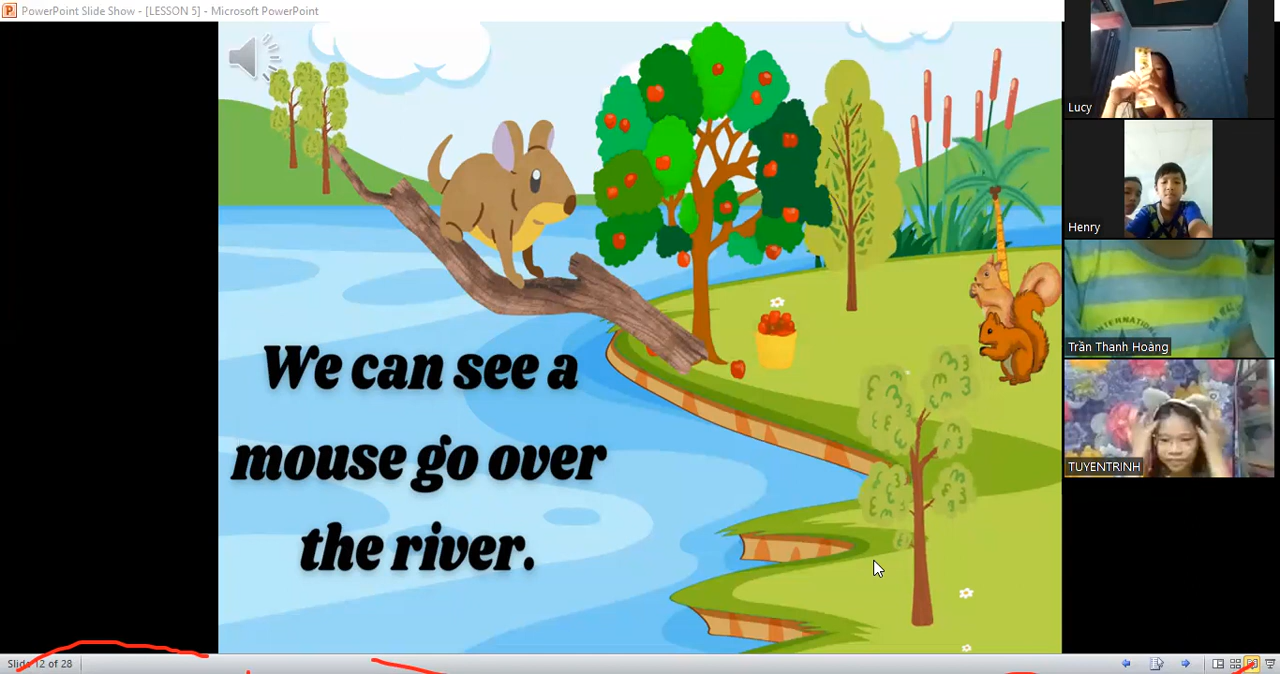 PowerPoint Slide Show - [LESSON 5] - Microsoft PowerPoint
We can see a
mouse go over
the river.
Lucy
Henry
INTERNATIONAL
Trần Thanh Hoàng
TUYENTRINH
Slide 12 of 28